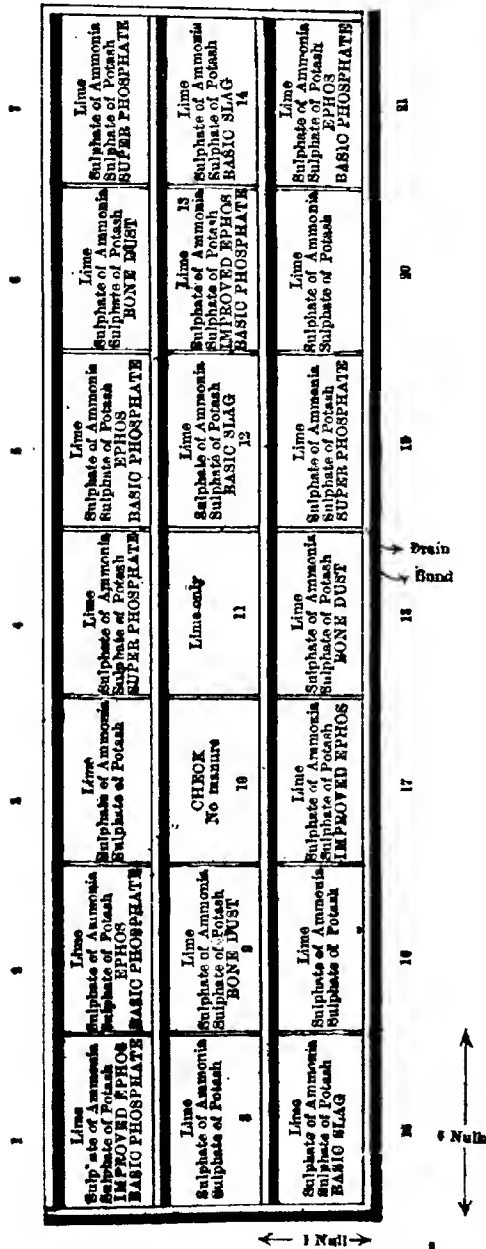 1
Lime
Sulp ate of Ammonia
Sulphate of Potash
IMPROVED EPHOS
BASIC PHOSPHATE
2
Lime
Sulphate of Ammonia
Sulphate of Potash
EPHOS
BASIC PHOSPHATE
3
Lime
Sulphate of Ammonia
Sulphate of Potash
4
Lime
Sulphate of Ammonia
Sulphate of Potash
SUPER PHOSPHATE
5
Lime
Sulphate of Ammonia
Sulphate of Potash
EPHOS
BASIC PHOSPHATE
6
Lime
Sulphate of Ammonia
Sulphate of Potash
BONE DUST
7
Lime
Sulphate of Ammonia
Sulphate of Potash
SUPER PHOSPHATE
Lime
Sulphate of Ammonia
Sulphate of Potash
8
Lime
Sulphate of Ammonia
Sulphate of Potash
BONE DUST
9
CHECK
No manure
10
Lime only
11
Lime
Sulphate of Ammonia
Sulphate of Potash
BASIC SLAG
12
Lime 13
Sulphate of Ammonia
Sulphate of Potash
IMPROVED EPHOS
BASIC PHOSPHATE
Lime
Sulphate of Ammonia
Sulphate of Potash
BASIC SLAG
14
Lime
Sulphate of Ammonia
Sulphate of Potash
BASIC SLAG
15
Lime
Sulphate of Ammonia
Sulphate of Potash
16
Lime
Sulphate of Ammonia
Sulphate of Potash
IMPROVED EPHOS
17
Lime
Sulphate of Ammonia
Sulphate of Potash
BONE DUST
18
Lime
Sulphate of Ammonia
Sulphate of Potash
SUPER PHOSPHATE
19
Lime
Sulphate of Ammonia
Sulphate of Potash
20
Lime
Sulphate of Ammonia
Sulphate of Potash
EPHOS
BASIC PHOSPHATE
21
Drain
Bund
1 Null